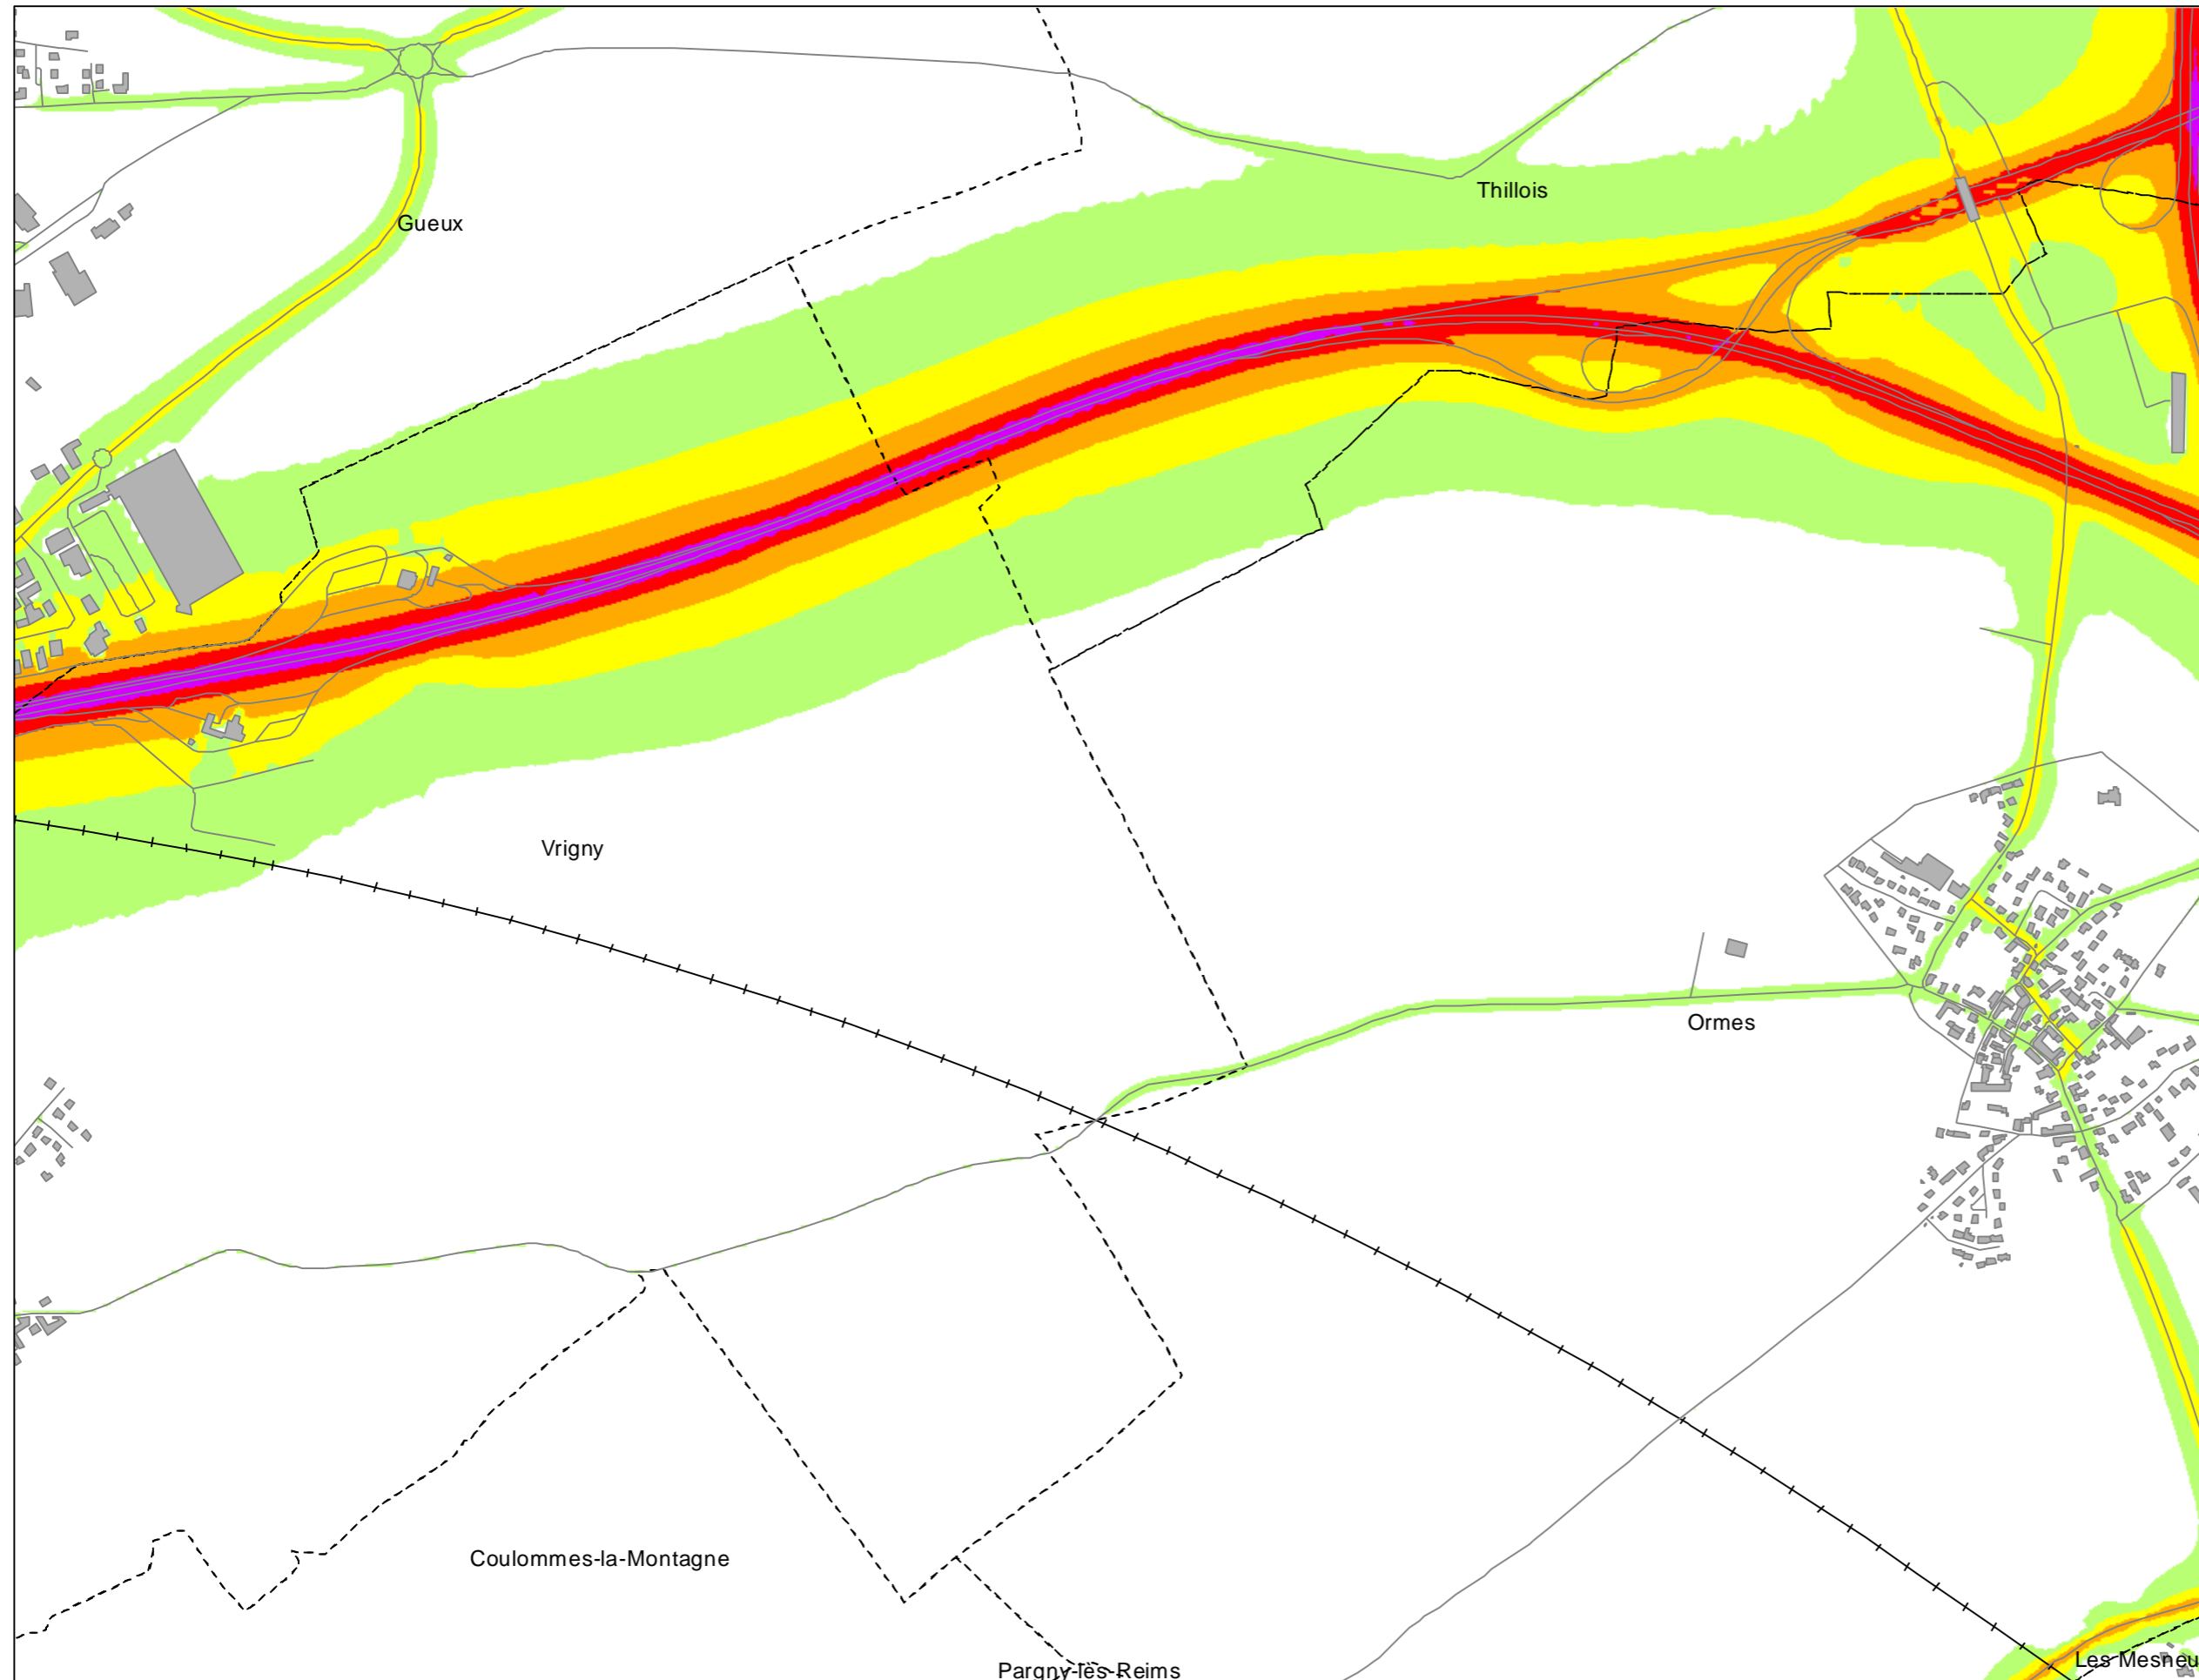 Thillois
Gueux
Vrigny
Ormes
Coulommes-la-Montagne
Pargny-lès-Reims
Les Mesneu